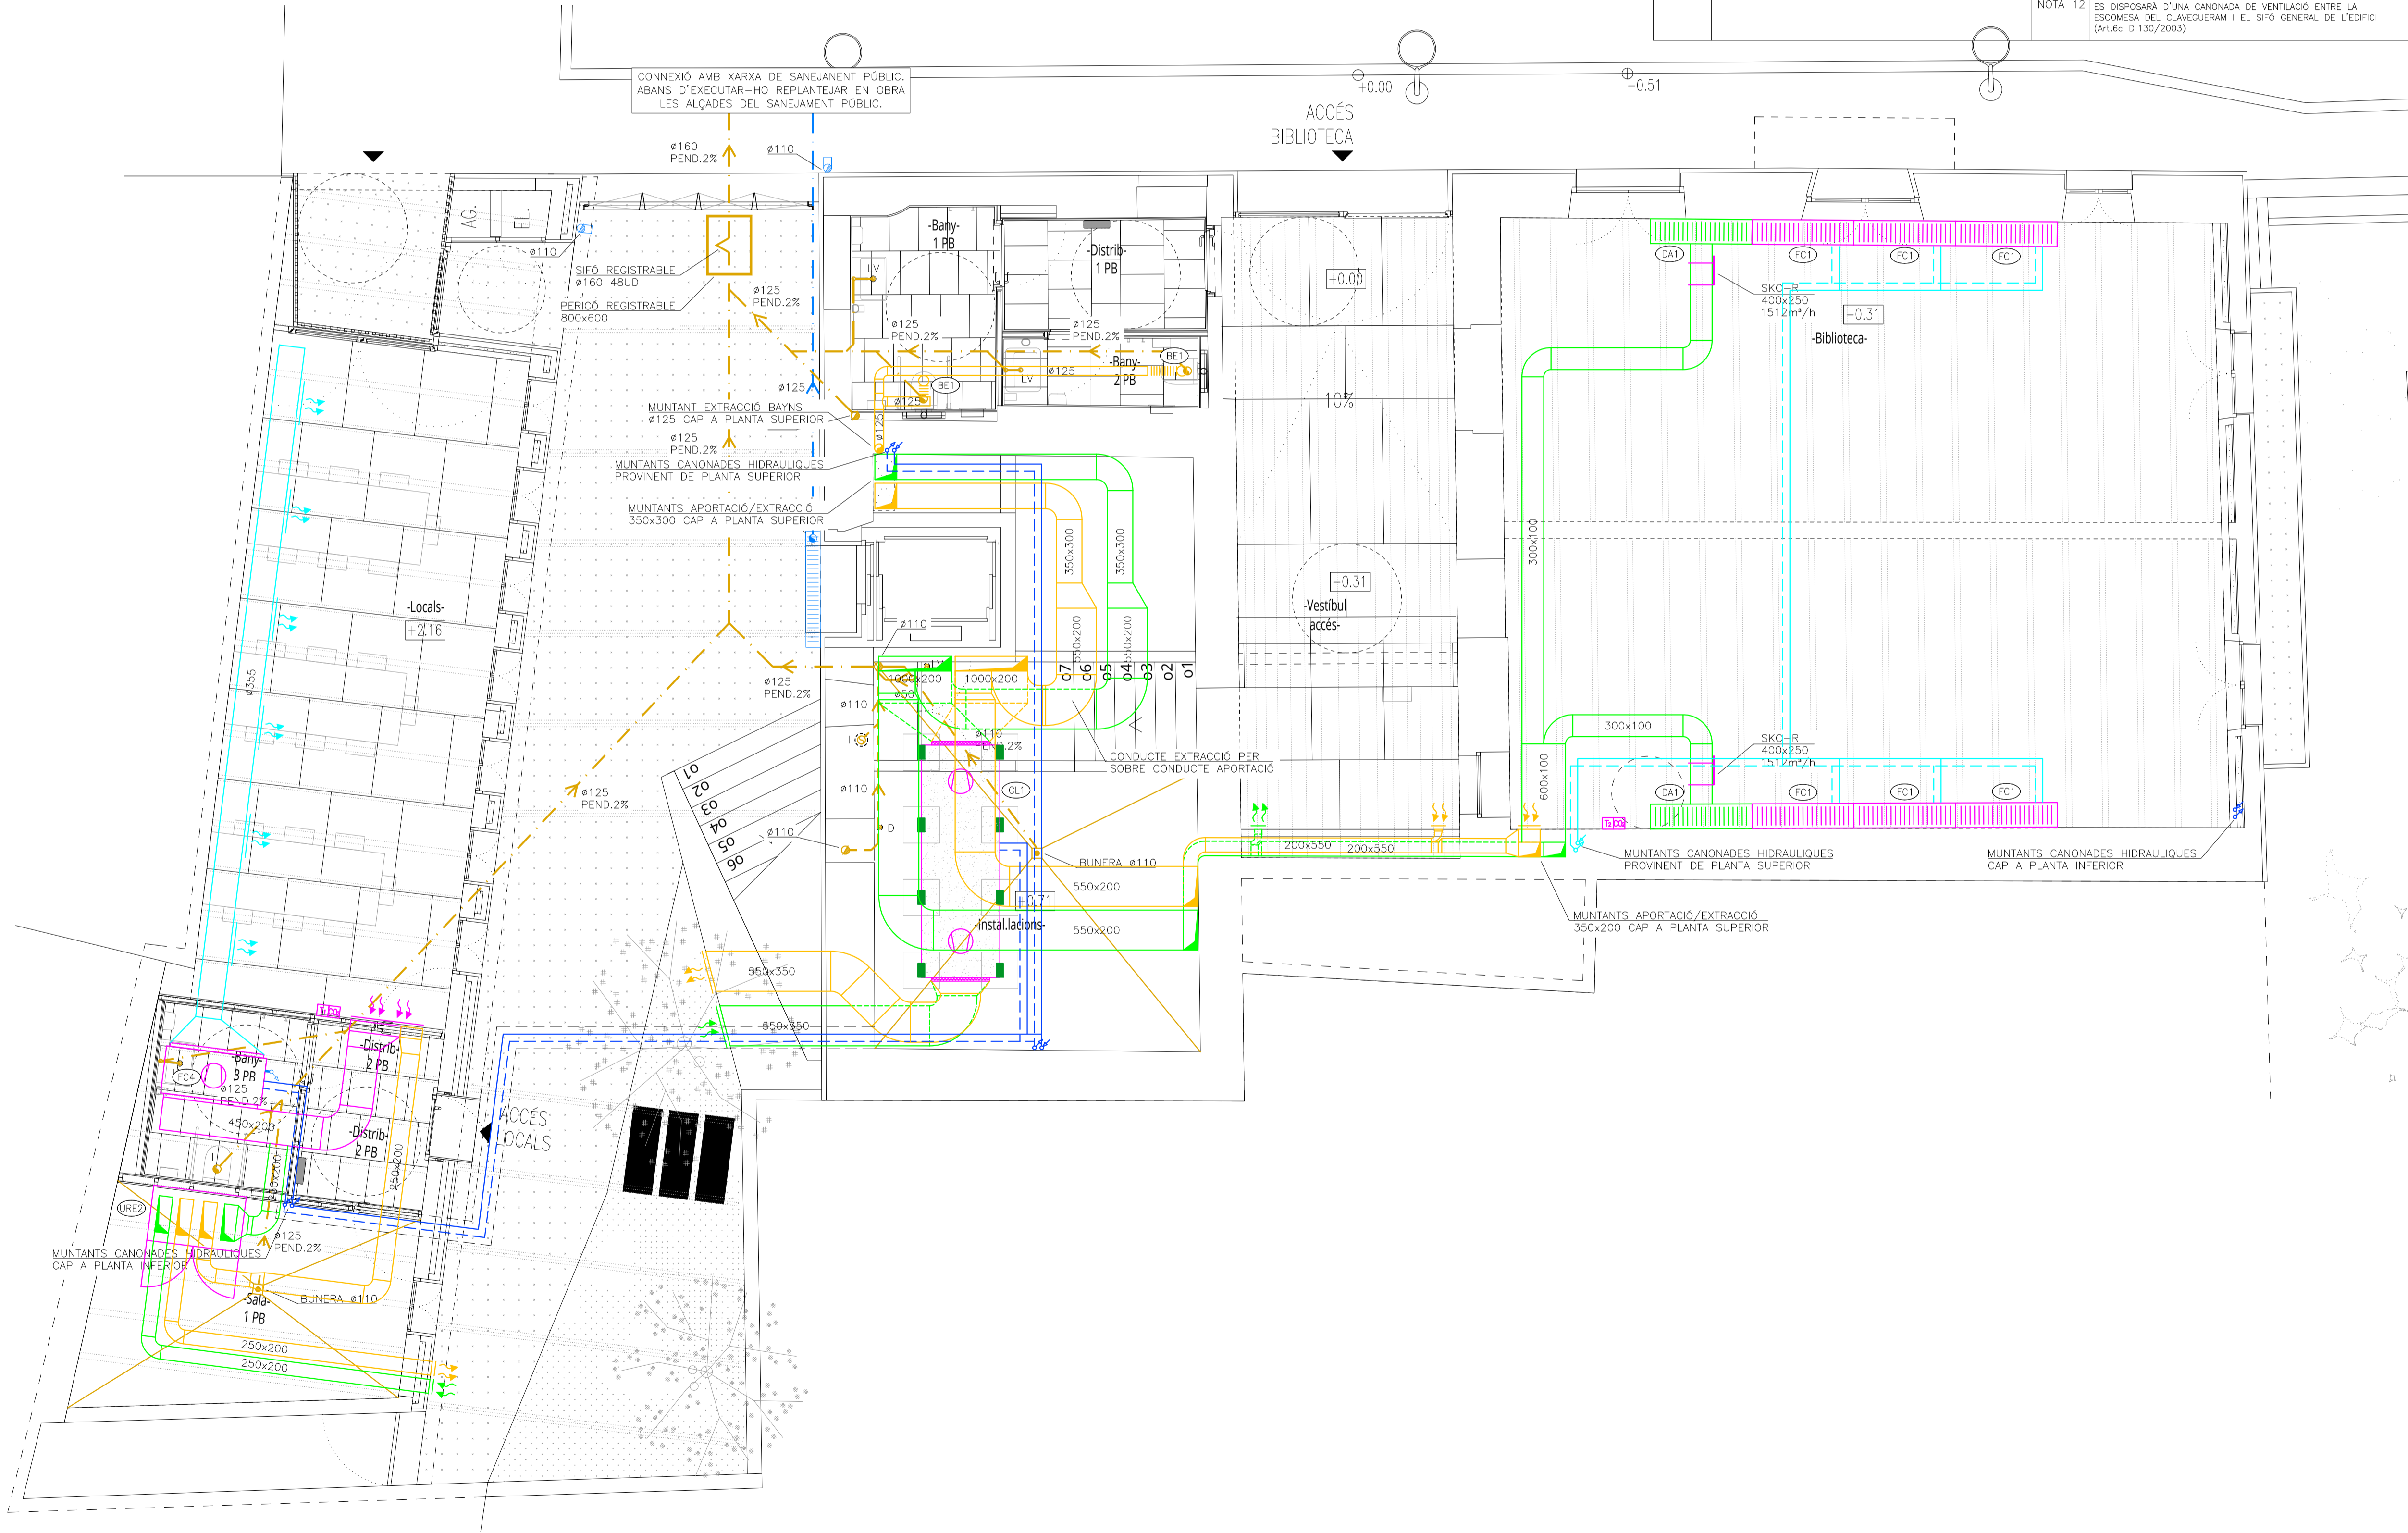 NOTA 12
ES DISPOSARÀ D'UNA CANONADA DE VENTILACIÓ ENTRE LA
ESCOMESA DEL CLAVEGUERAM I EL SIFÓ GENERAL DE L'EDIFICI
(Art.6c D.130/2003)
CONNEXIÓ AMB XARXA DE SANEJANENT PÚBLIC.
ABANS D'EXECUTAR-HO REPLANTEJAR EN OBRA
LES ALÇADES DEL SANEJAMENT PÚBLIC.
+0.00
-0.51
ACCÉS
BIBLIOTECA
ø160
PEND.2%
ø110
AG.
EL.
ø110
SIFÓ REGISTRABLE
ø160 48UD
PERICÓ REGISTRABLE
800x600
ø125
PEND.2%
-Bany-
1 PB
LV
-Distrib-
1 PB
ø125
PEND.2%
ø125
PEND.2%
BE1
-Bany-
2 PB
LV
ø125
BE1
ø125
ø125
ø125
MUNTANT EXTRACCIÓ BAYNS
ø125 CAP A PLANTA SUPERIOR
ø125
PEND.2%
MUNTANTS CANONADES HIDRAULIQUES
PROVINENT DE PLANTA SUPERIOR
MUNTANTS APORTACIÓ/EXTRACCIÓ
350x300 CAP A PLANTA SUPERIOR
+0.00
10%
-0.31
-Vestíbul
accés-
DA1
FC1
FC1
FC1
SKC-R
400x250
1512m³/h
-0.31
-Biblioteca-
300x100
350x300
350x300
550x200
550x200
07
06
05
04
03
02
01
-Locals-
+2.16
ø355
ø110
LV
1000x200
1000x200
ø50
ø125
PEND.2%
ø110
I
ø110
PEND.2%
CONDUCTE EXTRACCIÓ PER
SOBRE CONDUCTE APORTACIÓ
300x100
SKC-R
400x250
1512m³/h
600x100
DA1
FC1
FC1
FC1
CL1
ø125
PEND.2%
01
02
03
04
05
06
ø110
ø110
D
BUNERA ø110
200x550
200x550
T2
CO2
MUNTANTS CANONADES HIDRAULIQUES
PROVINENT DE PLANTA SUPERIOR
MUNTANTS CANONADES HIDRAULIQUES
CAP A PLANTA INFERIOR
550x200
+0.71
-Instal.lacions-
550x200
MUNTANTS APORTACIÓ/EXTRACCIÓ
350x200 CAP A PLANTA SUPERIOR
550x350
550x350
-Bany-
3 PB
FC4
ø125
PEND.2%
450x200
-Distrib-
2 PB
-Distrib-
2 PB
I
250x200
250x200
ACCÉS
LOCALS
URE2
ø125
PEND.2%
MUNTANTS CANONADES HIDRAULIQUES
CAP A PLANTA INFERIOR
BUNERA ø110
-Sala-
1 PB
250x200
250x200